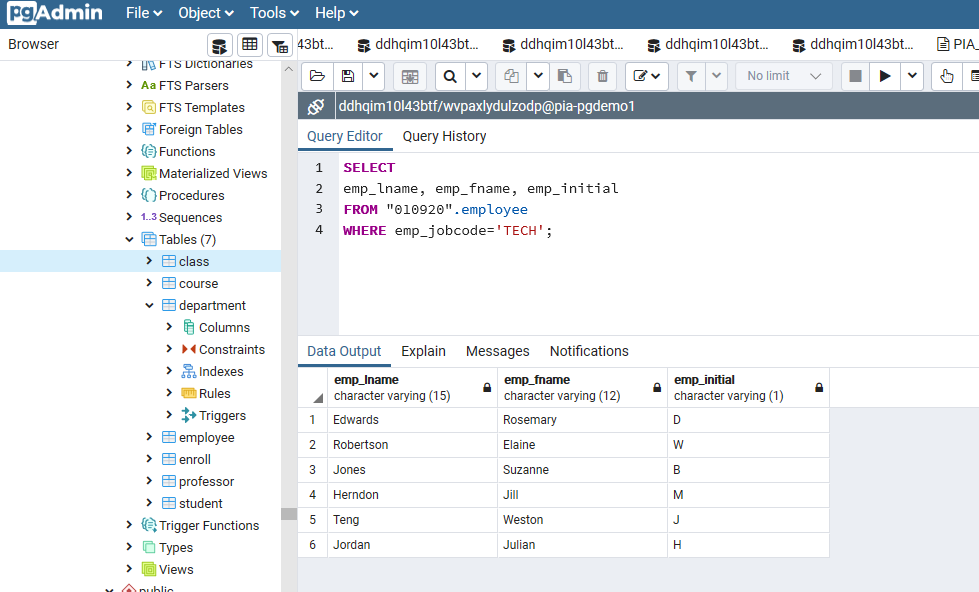 pgAdmin File Object Tools Help
Browser
43bt... ddhqim10l43bt... ddhqim10l43bt... ddhqim10l43bt... ddhqim10l43bt... PIA_
FTS Dictionaries
Aa FTS Parsers
FTS Templates
Foreign Tables
Functions
Materialized Views
Procedures
1..3 Sequences
Tables (7)
class
course
department
Columns
Constraints
Indexes
Rules
Triggers
employee
enroll
professor
student
Trigger Functions
Types
Views
public
No limit
ddhqim10l43btf/wvpaxlydulzodp@pia-pgdemo1
Query Editor Query History
1 SELECT
2 emp_lname, emp_fname, emp_initial
3 FROM "010920".employee
4 WHERE emp_jobcode='TECH';
Data Output Explain Messages Notifications
emp_lname emp_fname emp_initial
character varying (15) character varying (12) character varying (1)
1 Edwards Rosemary D
2 Robertson Elaine W
3 Jones Suzanne B
4 Herndon Jill M
5 Teng Weston J
6 Jordan Julian H